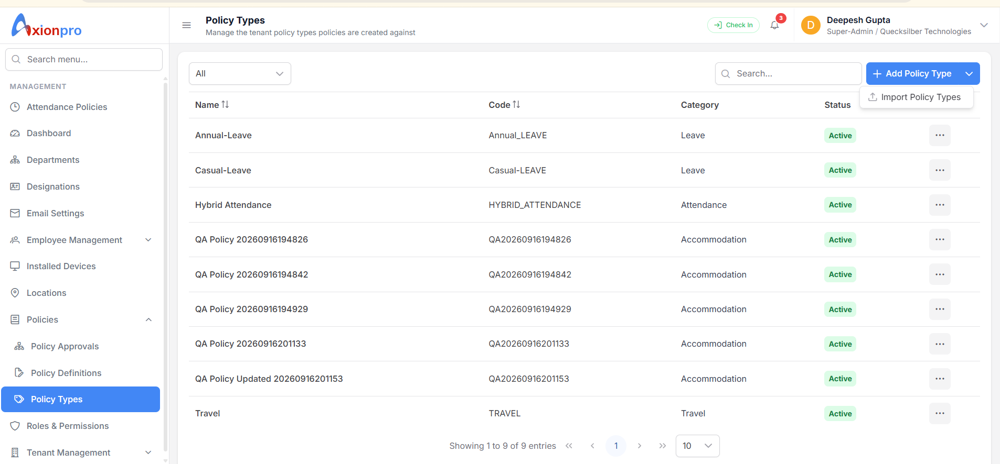 Axionpro
Search menu...
MANAGEMENT
Attendance Policies
Dashboard
Departments
Designations
Email Settings
Employee Management
Installed Devices
Locations
Policies
Policy Approvals
Policy Definitions
Policy Types
Roles & Permissions
Tenant Management
Policy Types
Manage the tenant policy types policies are created against
Check In
3
D
Deepesh Gupta
Super-Admin / Quecksilber Technologies
All
Search...
Add Policy Type
Import Policy Types
Name Code Category Status
Annual-Leave Annual_LEAVE Leave Active
Casual-Leave Casual-LEAVE Leave Active
Hybrid Attendance HYBRID_ATTENDANCE Attendance Active
QA Policy 20260916194826 QA20260916194826 Accommodation Active
QA Policy 20260916194842 QA20260916194842 Accommodation Active
QA Policy 20260916194929 QA20260916194929 Accommodation Active
QA Policy 20260916201133 QA20260916201133 Accommodation Active
QA Policy Updated 20260916201153 QA20260916201153 Accommodation Active
Travel TRAVEL Travel Active
Showing 1 to 9 of 9 entries 1 10